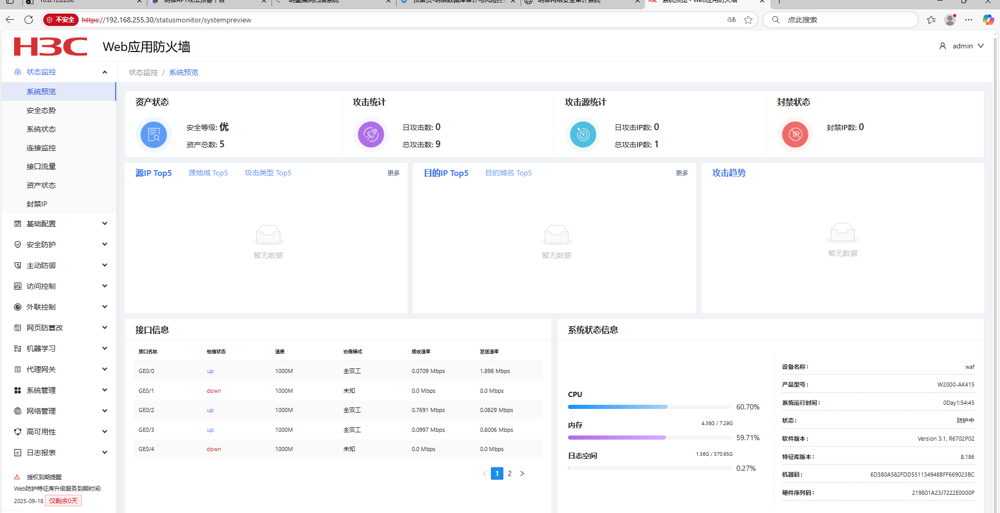 不安全 https://192.168.255.30/statusmonitor/systempreview
点此搜索
H3C Web应用防火墙
admin
状态监控
系统预览
安全态势
系统状态
连接监控
接口流量
资产状态
封禁IP
基础配置
安全防护
主动防御
访问控制
外联控制
网页防篡改
机器学习
代理网关
系统管理
网络管理
高可用性
日志报表
授权到期提醒
Web防护特征库升级服务到期时间:
2025-09-18 仅剩余0天
状态监控 / 系统预览
资产状态
安全等级: 优
资产总数: 5
攻击统计
日攻击数: 0
总攻击数: 9
攻击源统计
日攻击IP数: 0
总攻击IP数: 1
封禁状态
封禁IP数: 0
源IP Top5 源地域 Top5 攻击类型 Top5 更多
暂无数据
目的IP Top5 目的域名 Top5 更多
暂无数据
攻击趋势
暂无数据
接口信息
接口名称 物理状态 速度 协商模式 接收速率 发送速率
GE0/0 up 1000M 全双工 0.0709 Mbps 1.898 Mbps
GE0/1 down 1000M 未知 0.0 Mbps 0.0 Mbps
GE0/2 up 1000M 全双工 0.7691 Mbps 0.0829 Mbps
GE0/3 up 1000M 全双工 0.0997 Mbps 0.8006 Mbps
GE0/4 down 1000M 未知 0.0 Mbps 0.0 Mbps
< 1 2 >
系统状态信息
CPU
60.70%
内存 4.36G / 7.29G
59.71%
日志空间 1.56G / 570.65G
0.27%
设备名称: waf
产品型号: W2000-AK415
系统运行时间: 0Day1:54:45
状态: 防护中
软件版本: Version 3.1, R6702P02
特征库版本: 8.186
机器码: 6D380A582FDD551134948BFF669023BC
硬件序列码: 219801A23J7222E0000P